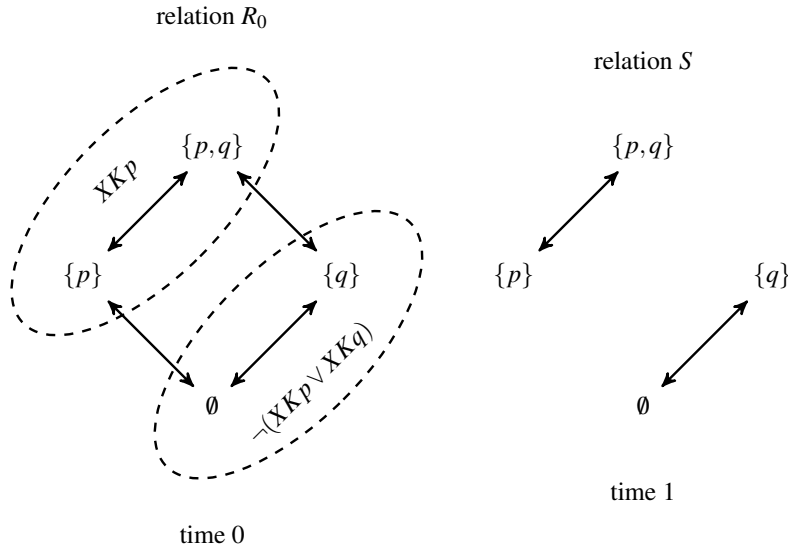 relation R₀
relation S
{p,q}
{p,q}
XKp
{p}
{q}
{p}
{q}
¬(XKp∨XKq)
∅
∅
time 1
time 0